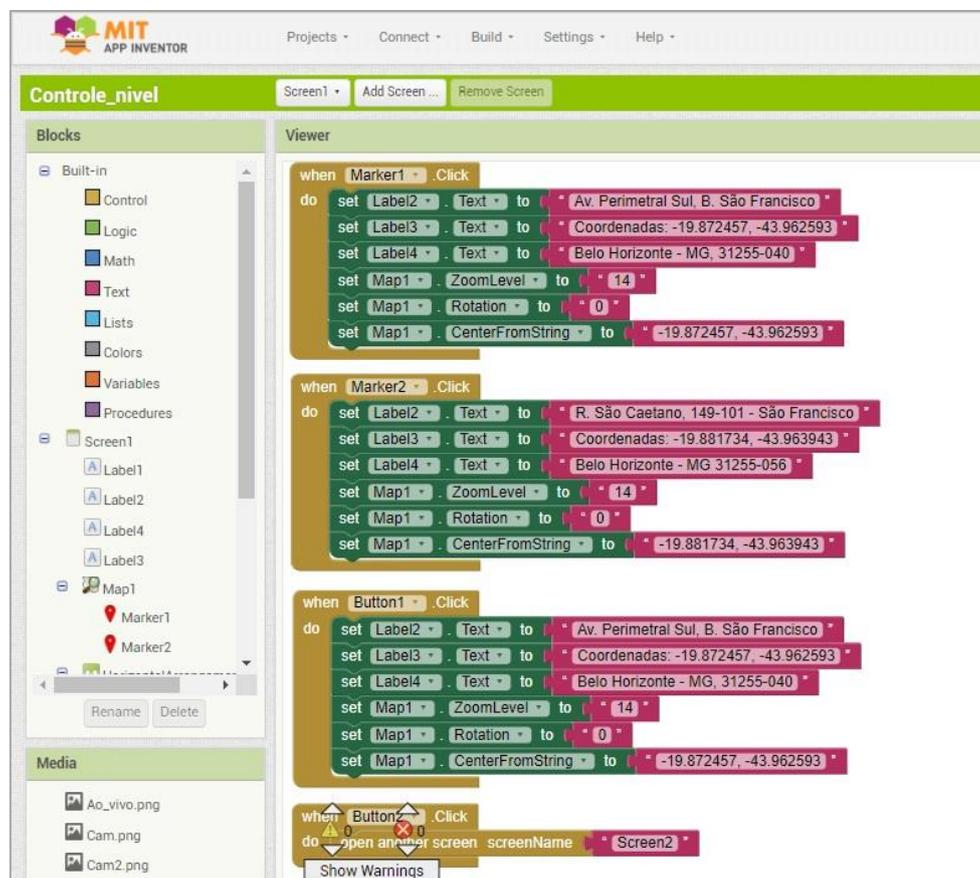 MIT
APP INVENTOR
Projects Connect Build Settings Help
Controle_nivel Screen1 Add Screen ... Remove Screen
Blocks
Built-in
Control
Logic
Math
Text
Lists
Colors
Variables
Procedures
Screen1
Label1
Label2
Label4
Label3
Map1
Marker1
Marker2
Rename Delete
Media
Ao_vivo.png
Cam.png
Cam2.png
Viewer
when Marker1 .Click
do set Label2 . Text to " Av. Perimetral Sul, B. São Francisco "
set Label3 . Text to " Coordenadas: -19.872457, -43.962593 "
set Label4 . Text to " Belo Horizonte - MG, 31255-040 "
set Map1 . ZoomLevel to " 14 "
set Map1 . Rotation to " 0 "
set Map1 . CenterFromString to " -19.872457, -43.962593 "
when Marker2 .Click
do set Label2 . Text to " R. São Caetano, 149-101 - São Francisco "
set Label3 . Text to " Coordenadas: -19.881734, -43.963943 "
set Label4 . Text to " Belo Horizonte - MG 31255-056 "
set Map1 . ZoomLevel to " 14 "
set Map1 . Rotation to " 0 "
set Map1 . CenterFromString to " -19.881734, -43.963943 "
when Button1 .Click
do set Label2 . Text to " Av. Perimetral Sul, B. São Francisco "
set Label3 . Text to " Coordenadas: -19.872457, -43.962593 "
set Label4 . Text to " Belo Horizonte - MG, 31255-040 "
set Map1 . ZoomLevel to " 14 "
set Map1 . Rotation to " 0 "
set Map1 . CenterFromString to " -19.872457, -43.962593 "
when Button2 .Click
do open another screen screenName " Screen2 "
0 0
Show Warnings